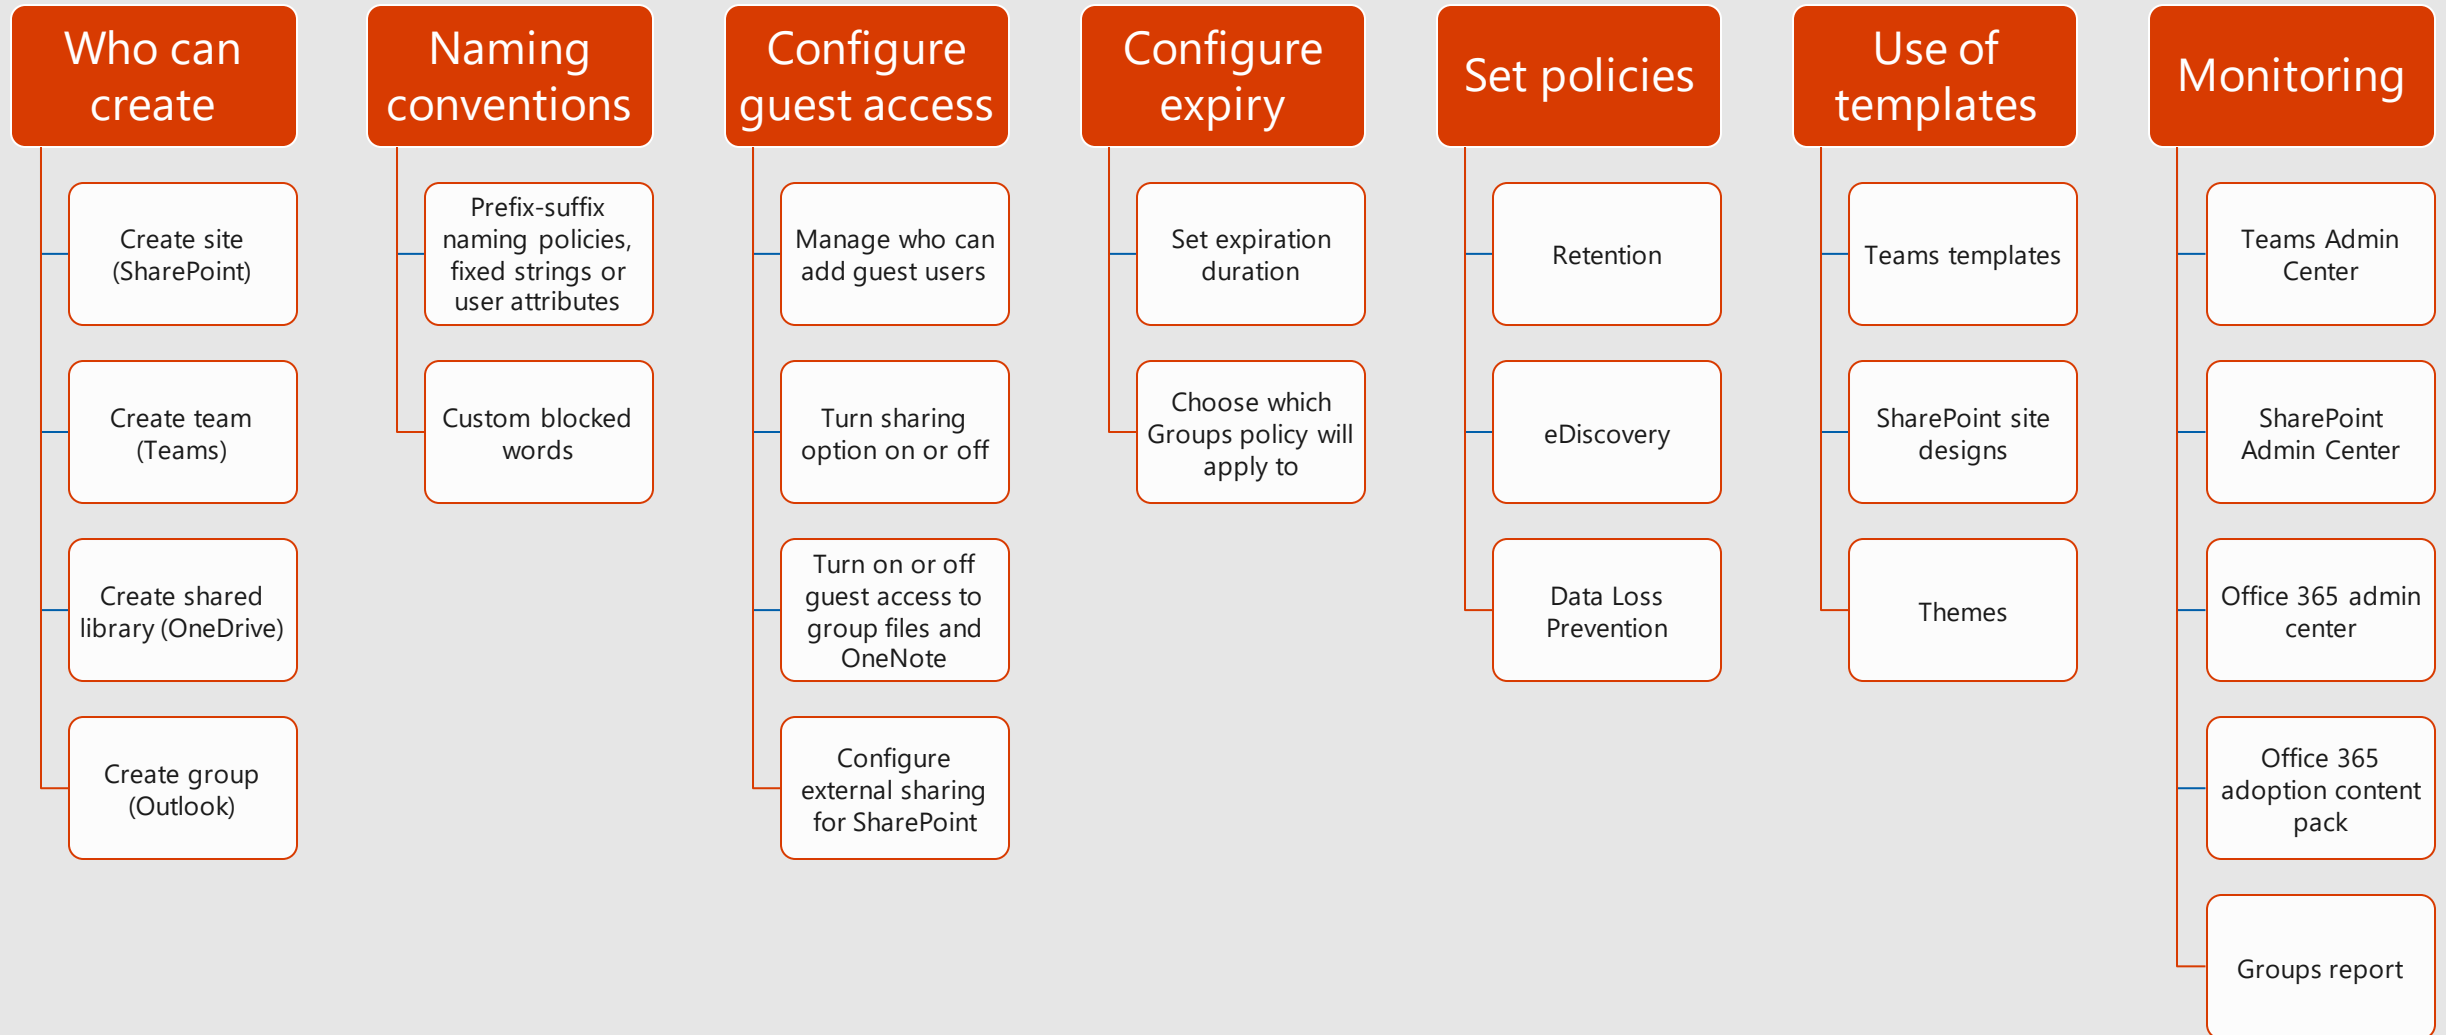 Who can
create
Create site
(SharePoint)
Create team
(Teams)
Create shared
library (OneDrive)
Create group
(Outlook)
Naming
conventions
Prefix-suffix
naming policies,
fixed strings or
user attributes
Custom blocked
words
Configure
guest access
Manage who can
add guest users
Turn sharing
option on or off
Turn on or off
guest access to
group files and
OneNote
Configure
external sharing
for SharePoint
Configure
expiry
Set expiration
duration
Choose which
Groups policy will
apply to
Set policies
Retention
eDiscovery
Data Loss
Prevention
Use of
templates
Teams templates
SharePoint site
designs
Themes
Monitoring
Teams Admin
Center
SharePoint
Admin Center
Office 365 admin
center
Office 365
adoption content
pack
Groups report